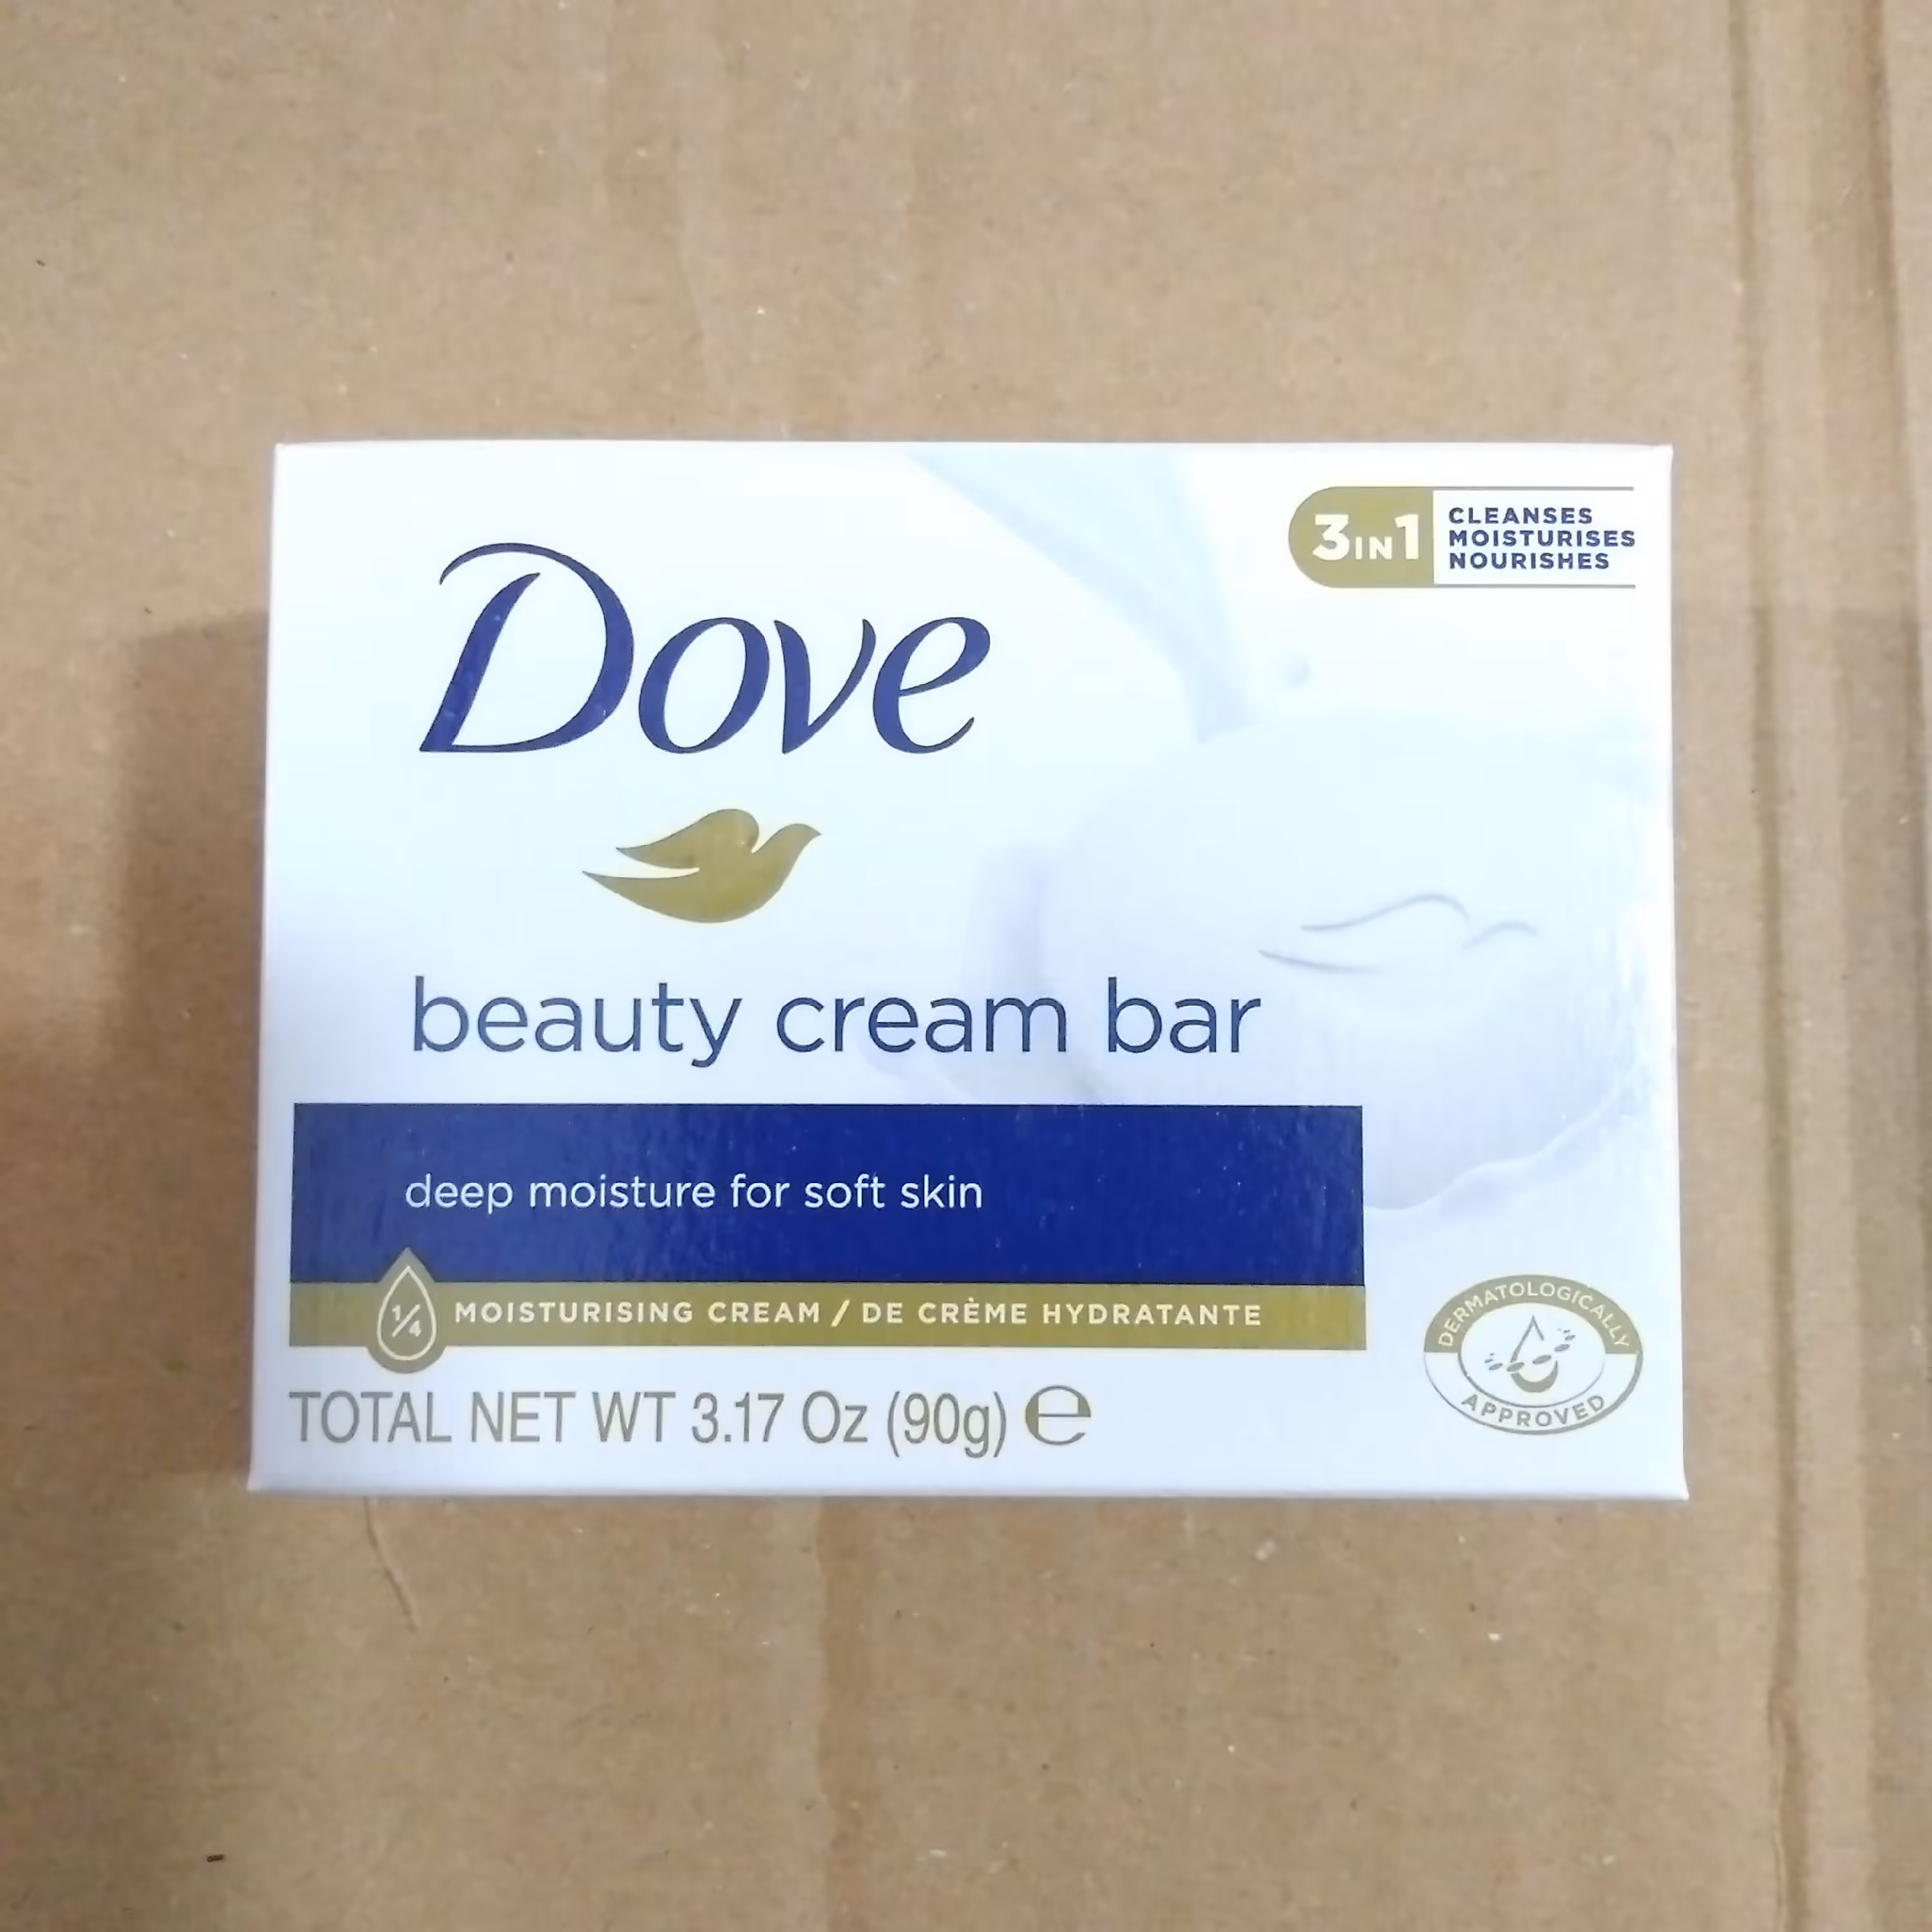 3IN1
CLEANSES
MOISTURISES
NOURISHES
Dove
beauty cream bar
deep moisture for soft skin
1/4 MOISTURISING CREAM / DE CRÈME HYDRATANTE
TOTAL NET WT 3.17 Oz (90g) ℮
DERMATOLOGICALLY
APPROVED